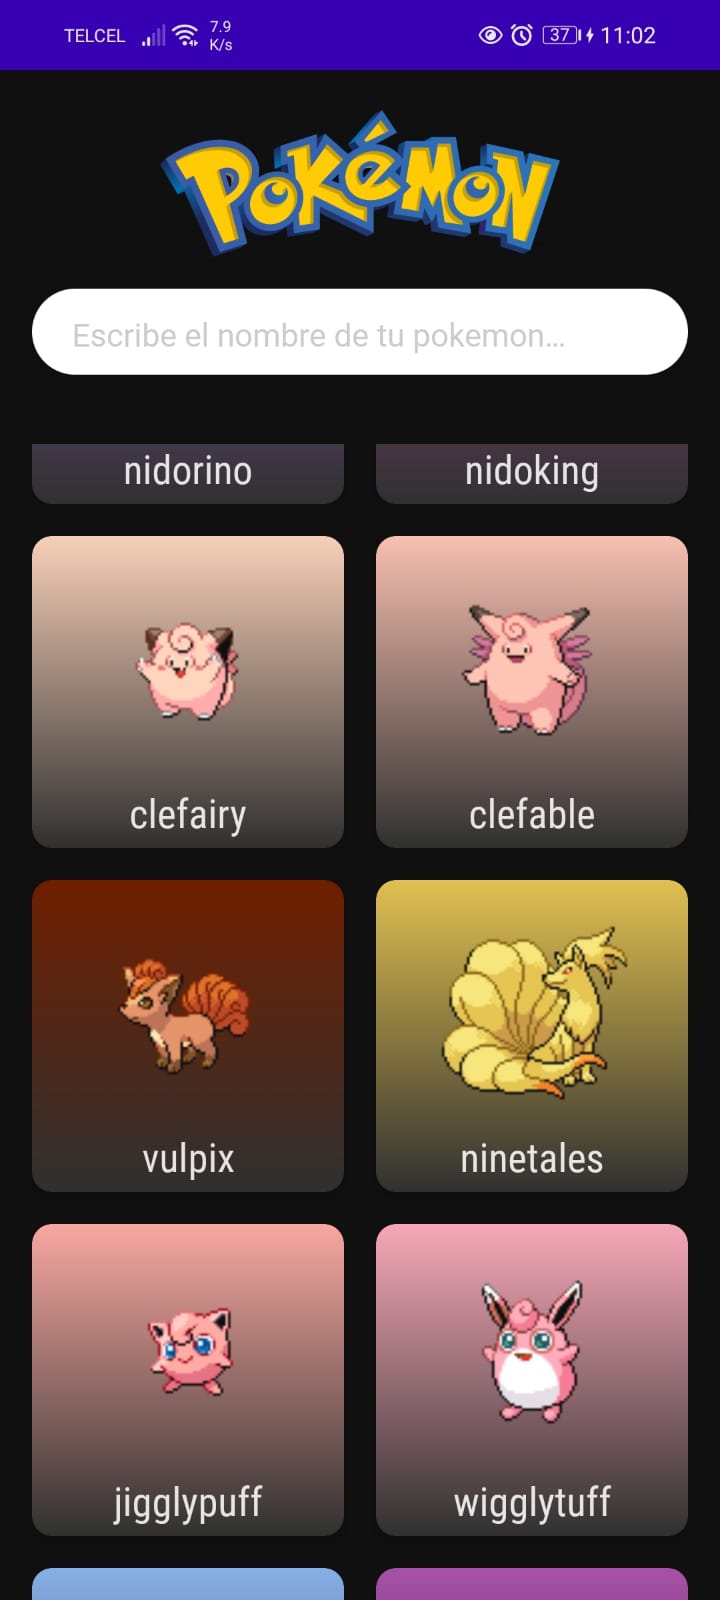 TELCEL 7.9 K/s 37 11:02
Pokémon
Escribe el nombre de tu pokemon...
nidorino nidoking
clefairy clefable
vulpix ninetales
jigglypuff wigglytuff